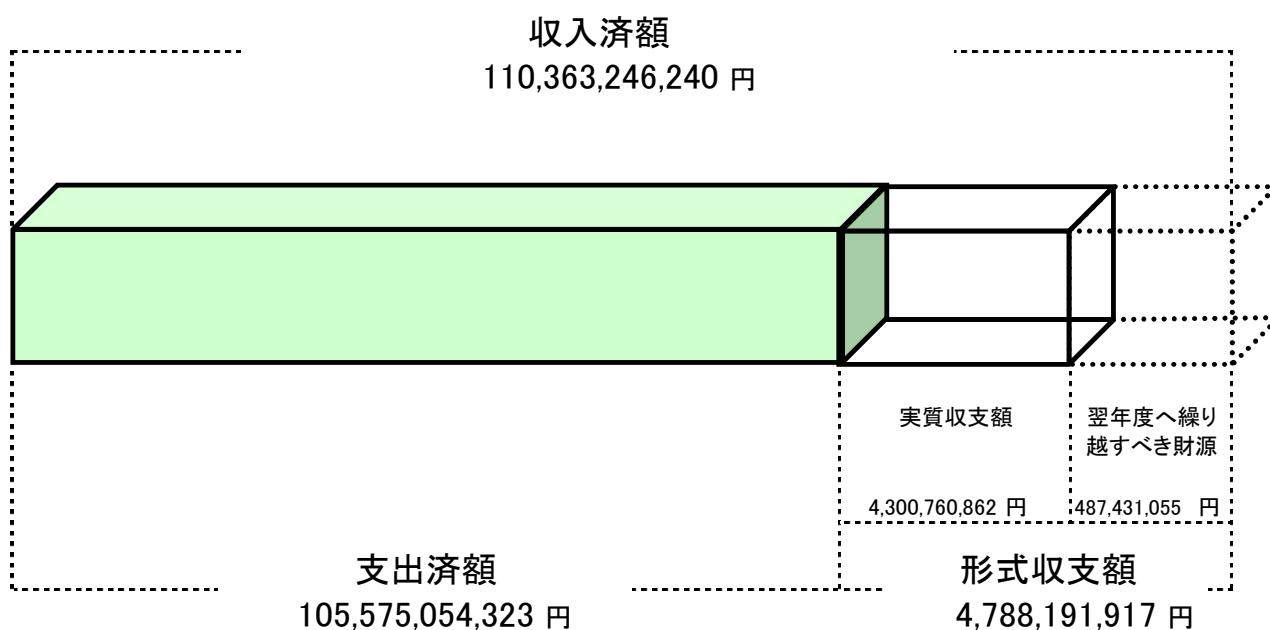 収入済額
110,363,246,240 円
実質収支額
翌年度へ繰り
越すべき財源
4,300,760,862 円
487,431,055 円
支出済額
105,575,054,323 円
形式収支額
4,788,191,917 円